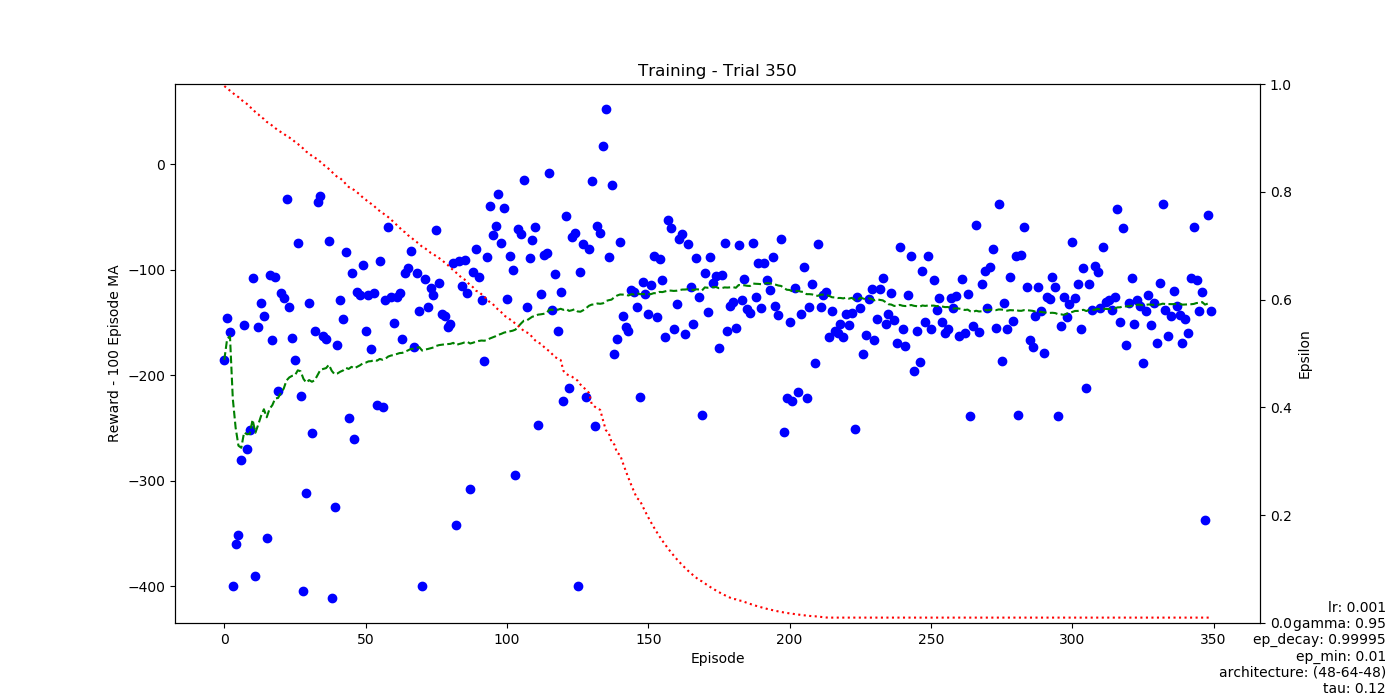 Training - Trial 350
Reward - 100 Episode MA
0
−100
−200
−300
−400
0
50
100
150
200
250
300
350
Episode
1.0
0.8
0.6
0.4
0.2
0.0
Epsilon
lr: 0.001
gamma: 0.95
ep_decay: 0.99995
ep_min: 0.01
architecture: (48-64-48)
tau: 0.12